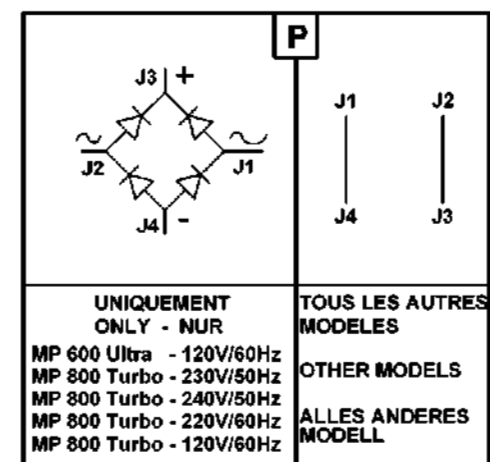 P
J3 +
J2
J1
J4 -
J1 J2
J4 J3
UNIQUEMENT
ONLY - NUR
MP 600 Ultra - 120V/60Hz
MP 800 Turbo - 230V/50Hz
MP 800 Turbo - 240V/50Hz
MP 800 Turbo - 220V/60Hz
MP 800 Turbo - 120V/60Hz
TOUS LES AUTRES
MODELES
OTHER MODELS
ALLES ANDERES
MODELL